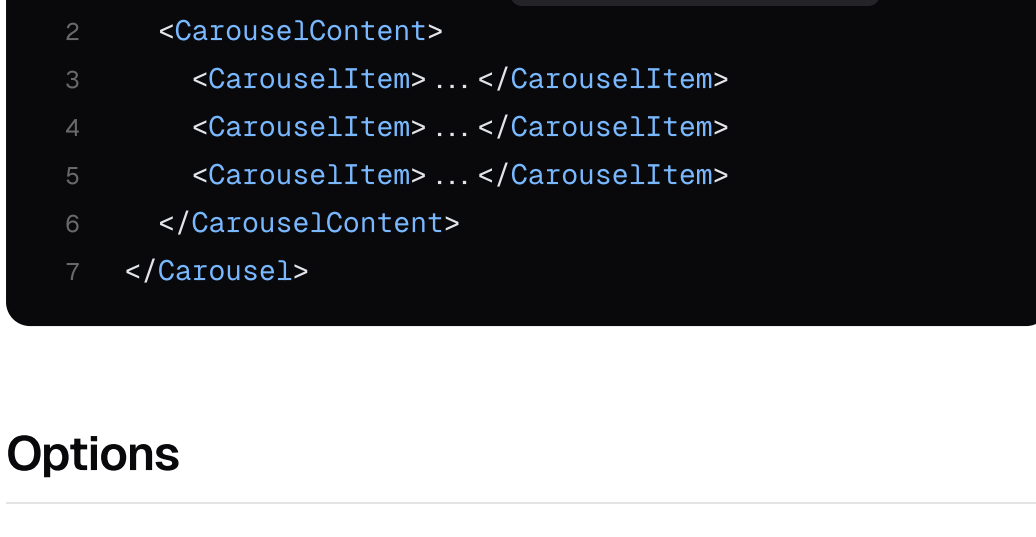 2 <CarouselContent>
3 <CarouselItem>...</CarouselItem>
4 <CarouselItem>...</CarouselItem>
5 <CarouselItem>...</CarouselItem>
6 </CarouselContent>
7 </Carousel>
Options